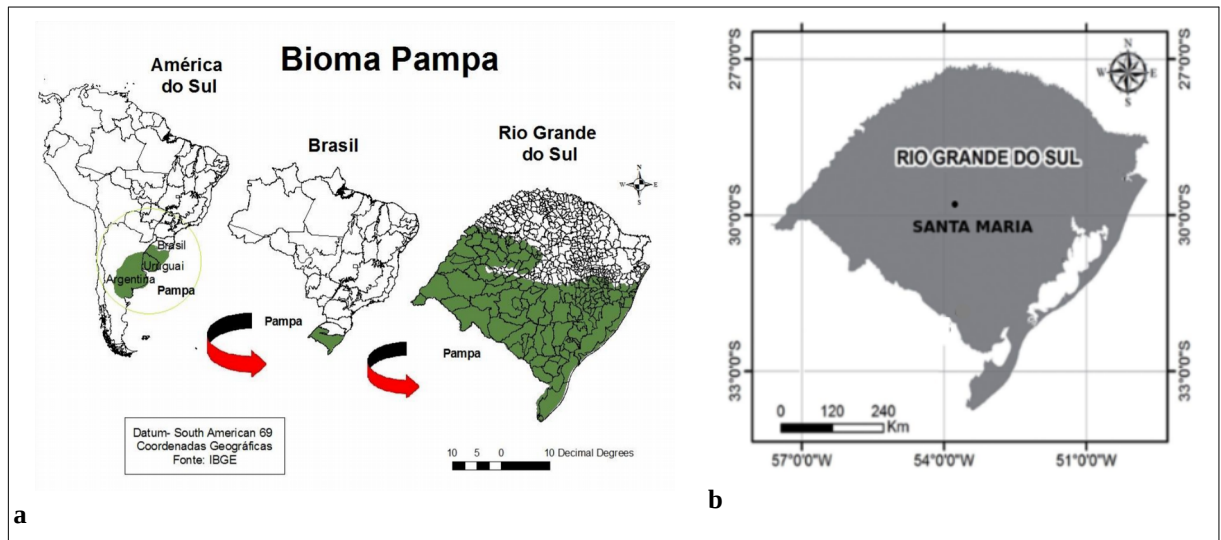 Bioma Pampa
América
do Sul
Brasil
Uruguai
Argentina
Pampa
Brasil
Pampa
Rio Grande
do Sul
N
W E
S
Pampa
Datum- South American 69
Coordenadas Geográficas
Fonte: IBGE
10 5 0 10 Decimal Degrees
a
27°0'0"S
30°0'0"S
33°0'0"S
N
W E
S
RIO GRANDE DO SUL
SANTA MARIA
0 120 240
Km
27°0'0"S
30°0'0"S
33°0'0"S
57°0'0"W 54°0'0"W 51°0'0"W
b